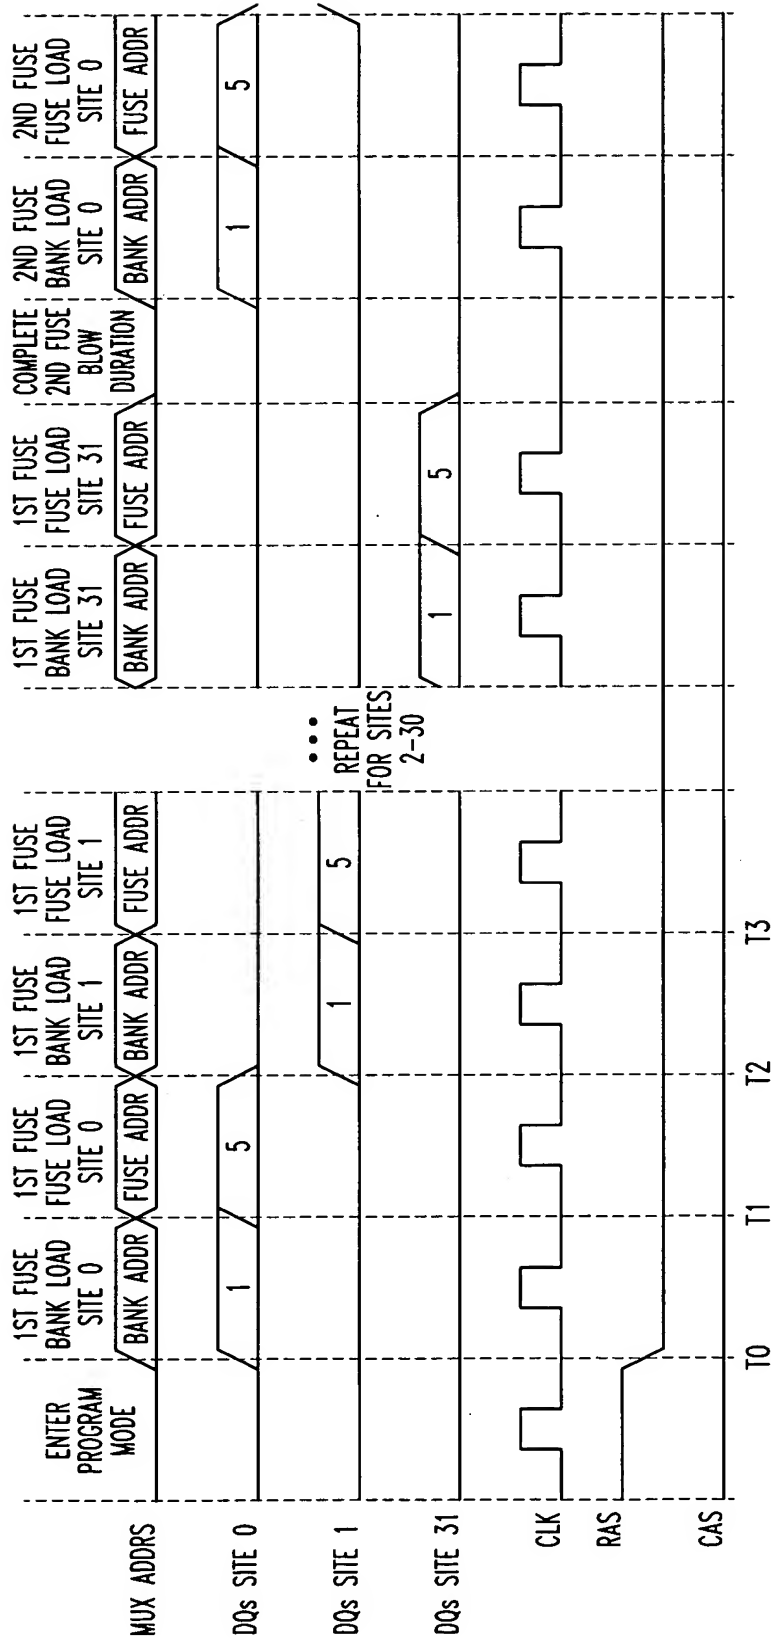 ENTER
PROGRAM
MODE
1ST FUSE
BANK LOAD
SITE 0
1ST FUSE
FUSE LOAD
SITE 0
1ST FUSE
BANK LOAD
SITE 1
1ST FUSE
FUSE LOAD
SITE 1
1ST FUSE
BANK LOAD
SITE 31
1ST FUSE
FUSE LOAD
SITE 31
COMPLETE
2ND FUSE
BLOW
DURATION
2ND FUSE
BANK LOAD
SITE 0
2ND FUSE
FUSE LOAD
SITE 0
MUX ADDRS
BANK ADDR
FUSE ADDR
BANK ADDR
FUSE ADDR
BANK ADDR
FUSE ADDR
BANK ADDR
FUSE ADDR
DQs SITE 0
1
5
1
5
DQs SITE 1
1
5
•••
REPEAT
FOR SITES
2-30
DQs SITE 31
1
5
CLK
RAS
CAS
T0
T1
T2
T3